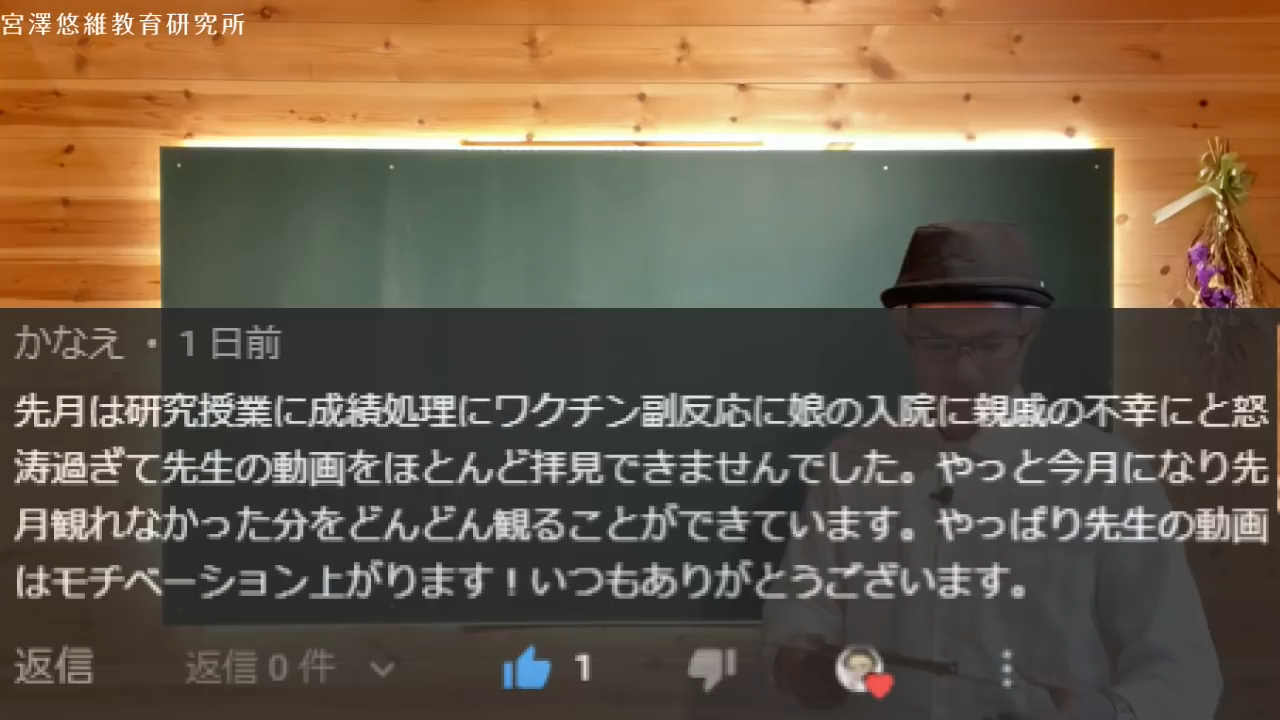 宮澤悠維教育研究所
かなえ・1日前
先月は研究授業に成績処理にワクチン副反応に娘の入院に親戚の不幸にと怒
涛過ぎて先生の動画をほとんど拝見できませんでした。やっと今月になり先
月観れなかった分をどんどん観ることができています。やっぱり先生の動画
はモチベーション上がります！いつもありがとうございます。
返信 返信0件 1